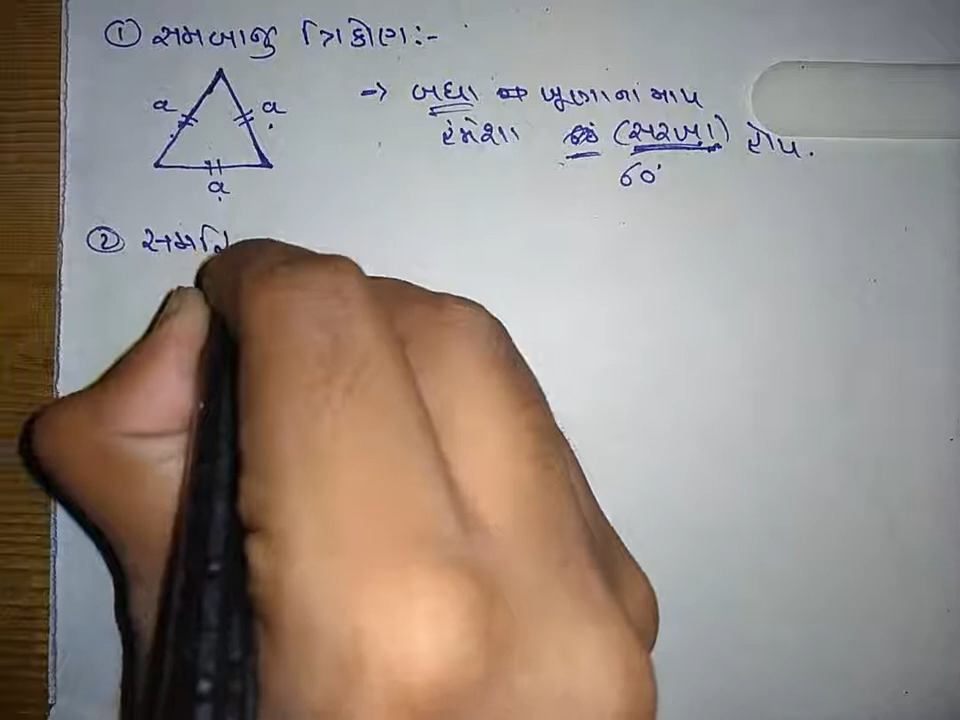 ① સમબાજુ ત્રિકોણ:-
a a
a
→ બધા ખૂણાનાં માપ
હંમેશા (સરખા) હોય.
60°
② સમદ્વિ